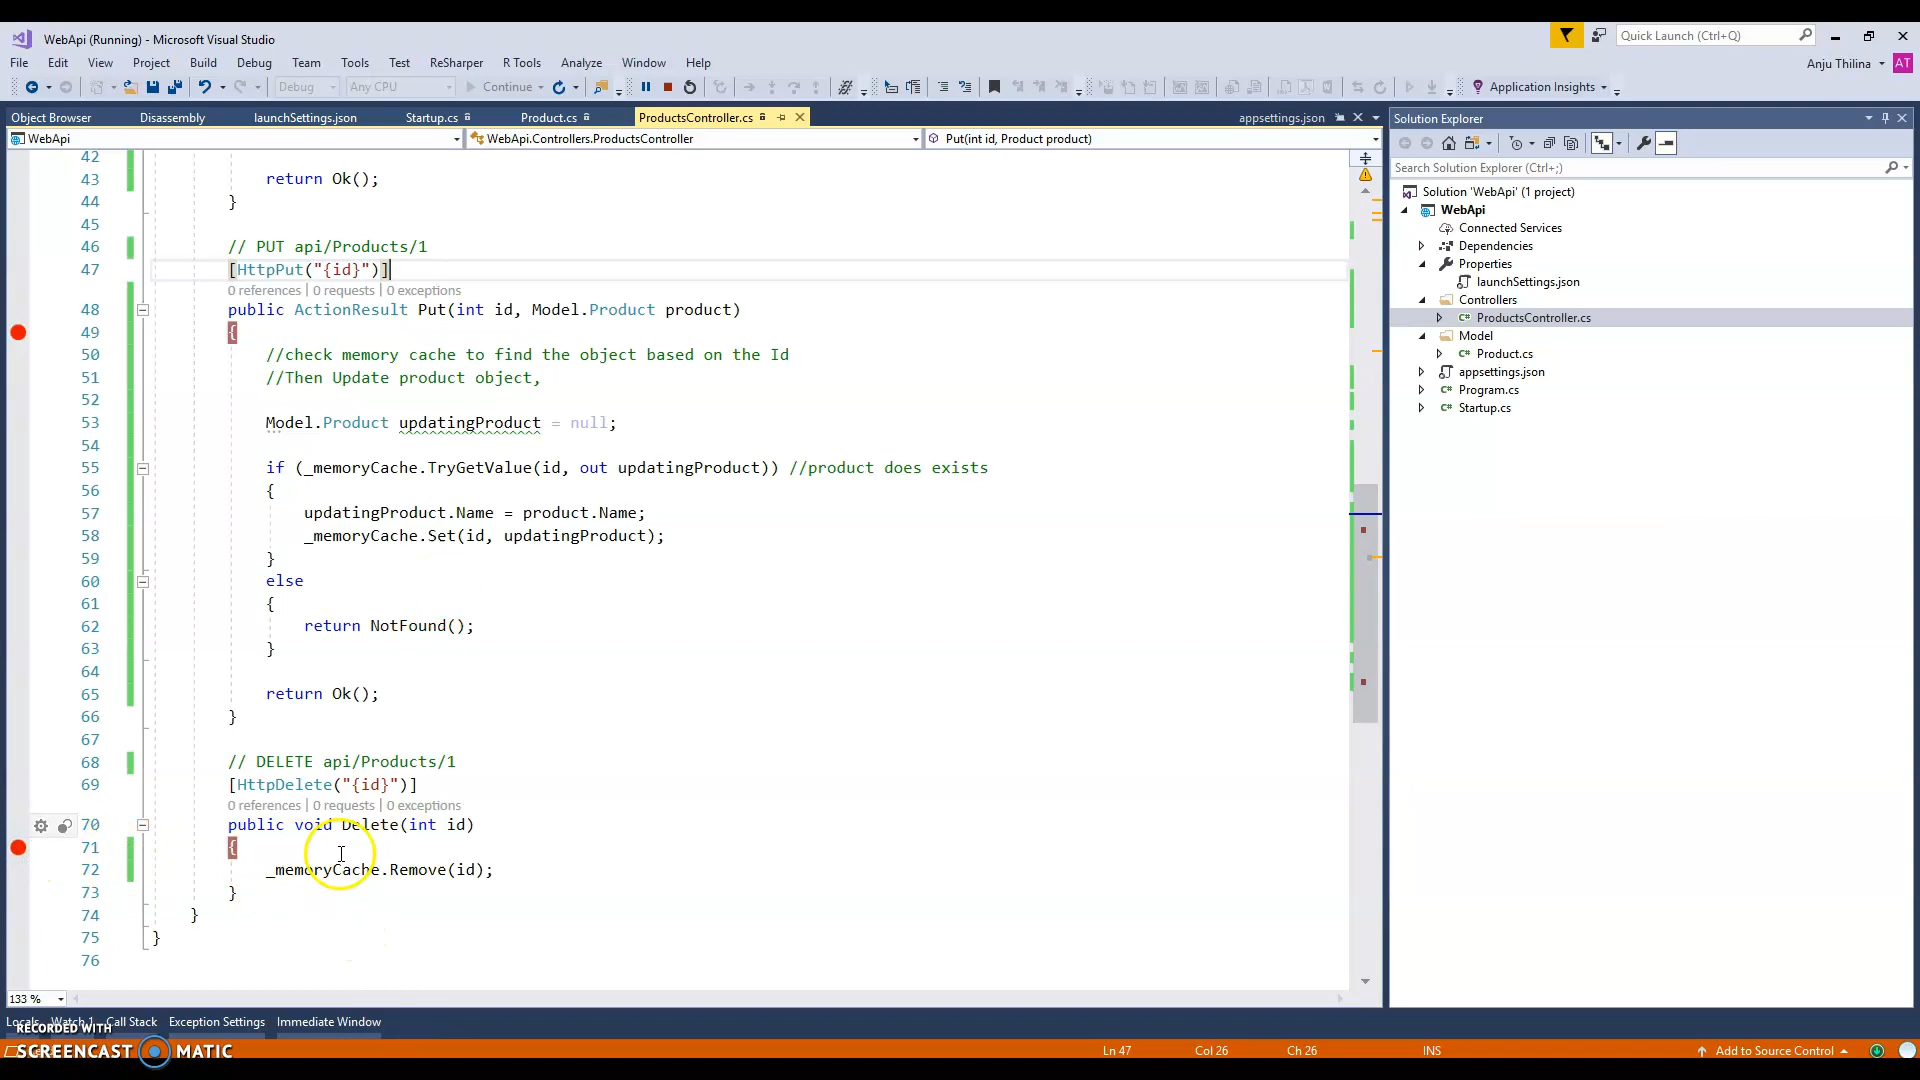 WebApi (Running) - Microsoft Visual Studio
Quick Launch (Ctrl+Q)
File Edit View Project Build Debug Team Tools Test ReSharper R Tools Analyze Window Help
Anju Thilina AT
Debug Any CPU Continue Application Insights
Object Browser Disassembly launchSettings.json Startup.cs Product.cs ProductsController.cs appsettings.json
WebApi WebApi.Controllers.ProductsController Put(int id, Product product)
42
43 return Ok();
44 }
45
46 // PUT api/Products/1
47 [HttpPut("{id}")]
0 references | 0 requests | 0 exceptions
48 public ActionResult Put(int id, Model.Product product)
49 {
50 //check memory cache to find the object based on the Id
51 //Then Update product object,
52
53 Model.Product updatingProduct = null;
54
55 if (_memoryCache.TryGetValue(id, out updatingProduct)) //product does exists
56 {
57 updatingProduct.Name = product.Name;
58 _memoryCache.Set(id, updatingProduct);
59 }
60 else
61 {
62 return NotFound();
63 }
64
65 return Ok();
66 }
67
68 // DELETE api/Products/1
69 [HttpDelete("{id}")]
0 references | 0 requests | 0 exceptions
70 public void Delete(int id)
71 {
72 _memoryCache.Remove(id);
73 }
74 }
75 }
76
133 %
Locals Watch 1 Call Stack Exception Settings Immediate Window
RECORDED WITH
SCREENCAST MATIC
Ln 47 Col 26 Ch 26 INS Add to Source Control
Solution Explorer
Search Solution Explorer (Ctrl+;)
Solution 'WebApi' (1 project)
WebApi
Connected Services
Dependencies
Properties
launchSettings.json
Controllers
C# ProductsController.cs
Model
C# Product.cs
appsettings.json
C# Program.cs
C# Startup.cs